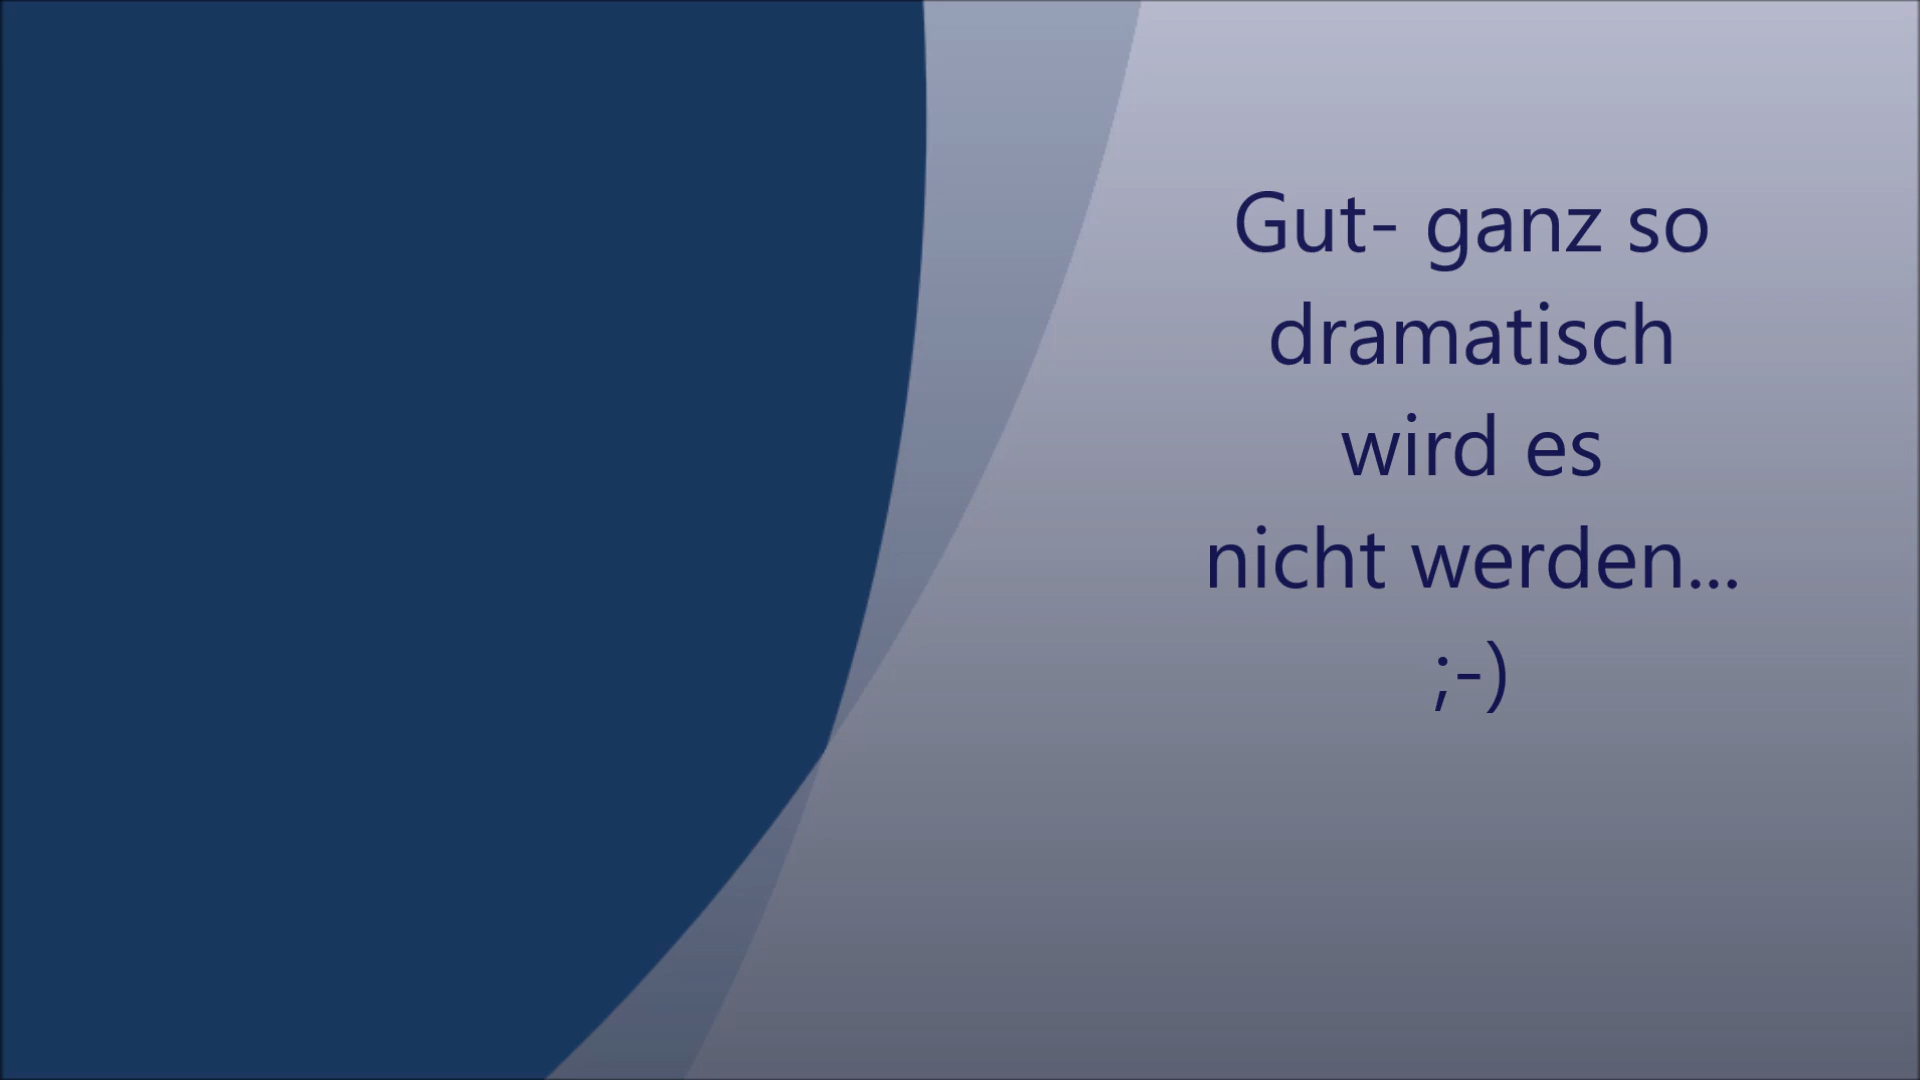 Gut- ganz so
dramatisch
wird es
nicht werden...
;-)